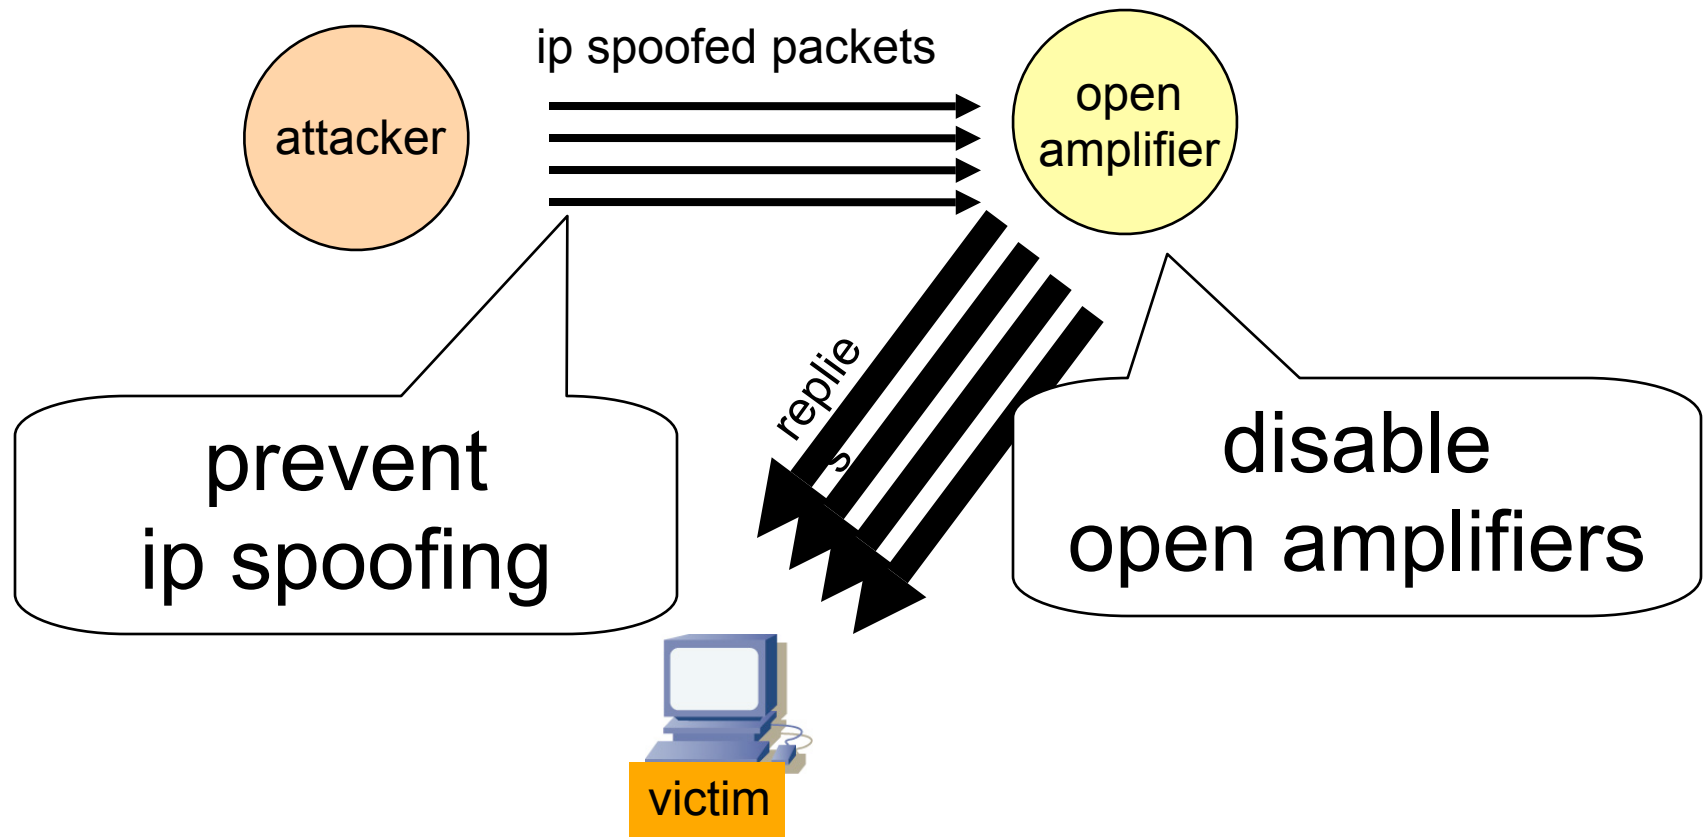 ip spoofed packets
attacker
open
amplifier
replie
s
prevent
ip spoofing
disable
open amplifiers
victim